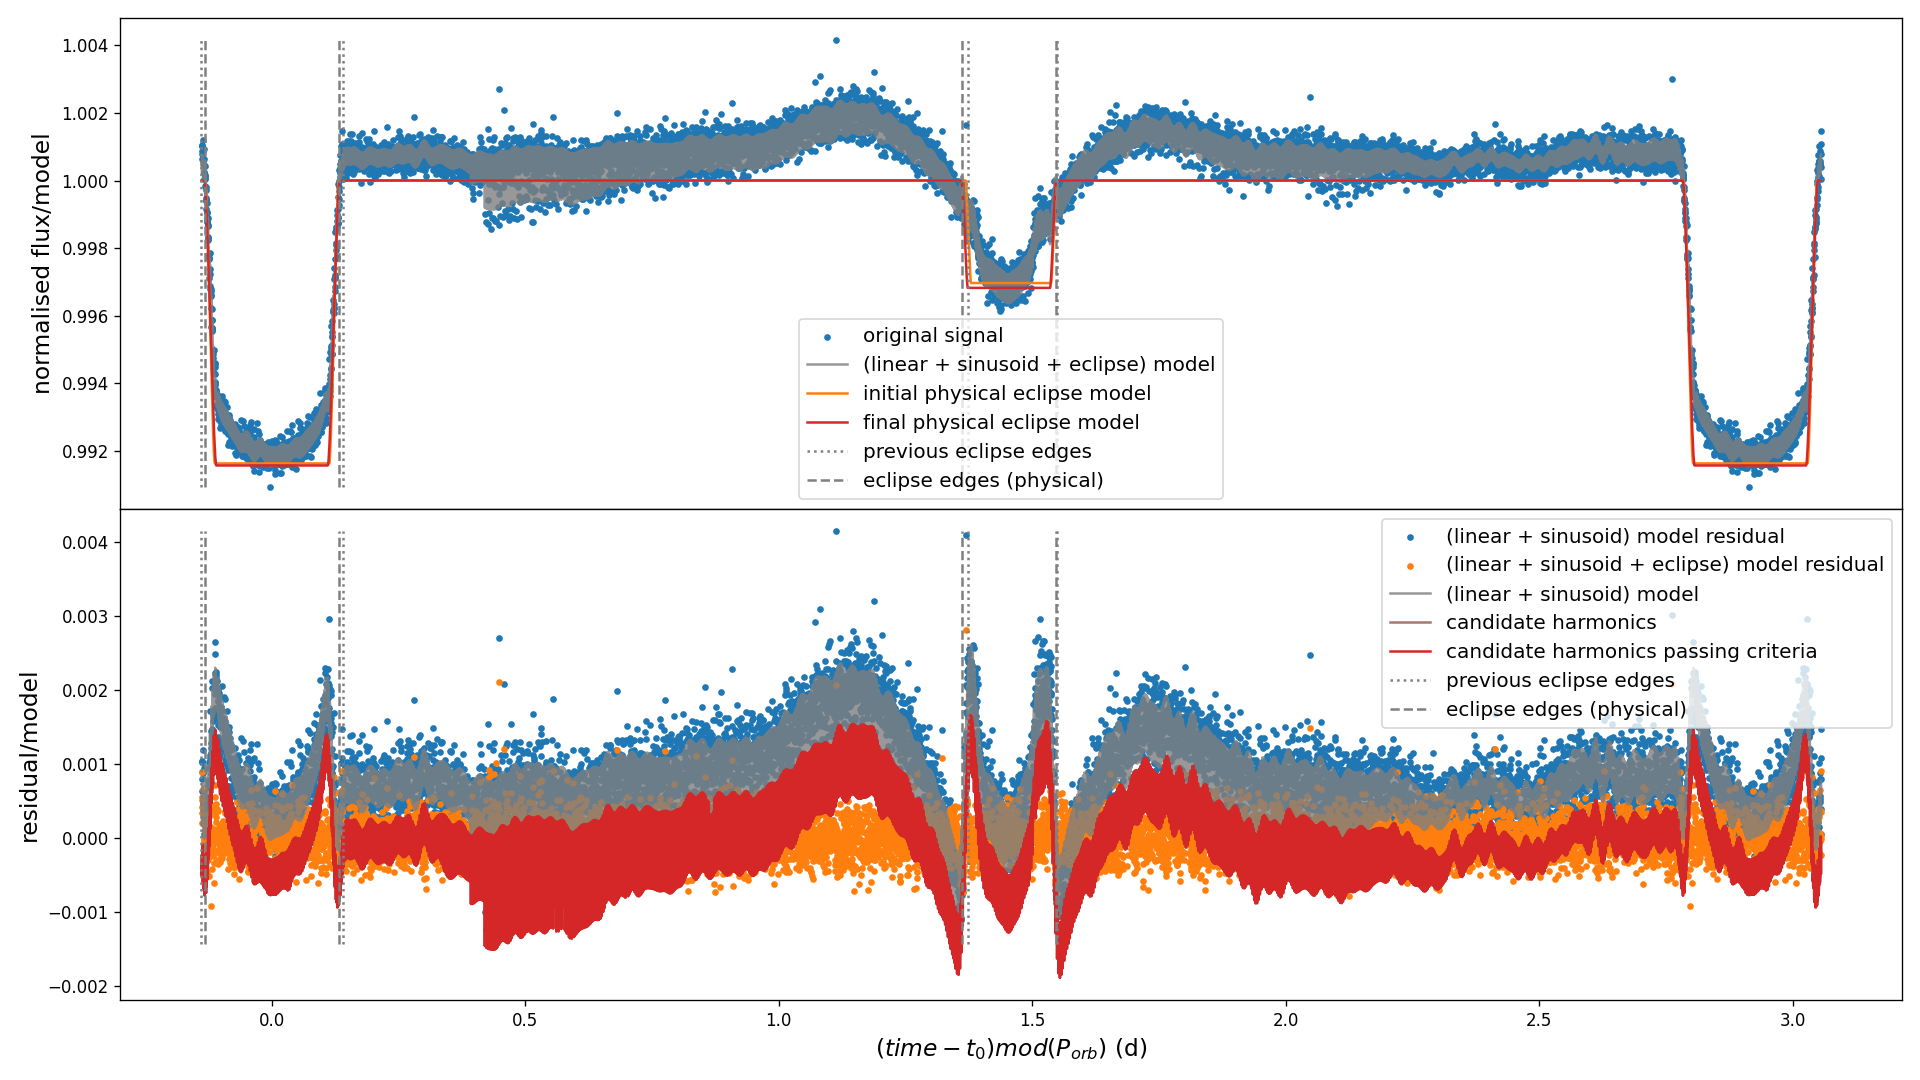 normalised flux/model
1.004
1.002
1.000
0.998
0.996
0.994
0.992
original signal
(linear + sinusoid + eclipse) model
initial physical eclipse model
final physical eclipse model
previous eclipse edges
eclipse edges (physical)
residual/model
0.004
0.003
0.002
0.001
0.000
−0.001
−0.002
(linear + sinusoid) model residual
(linear + sinusoid + eclipse) model residual
(linear + sinusoid) model
candidate harmonics
candidate harmonics passing criteria
previous eclipse edges
eclipse edges (physical)
0.0 0.5 1.0 1.5 2.0 2.5 3.0
(time − t₀)mod(P_orb) (d)